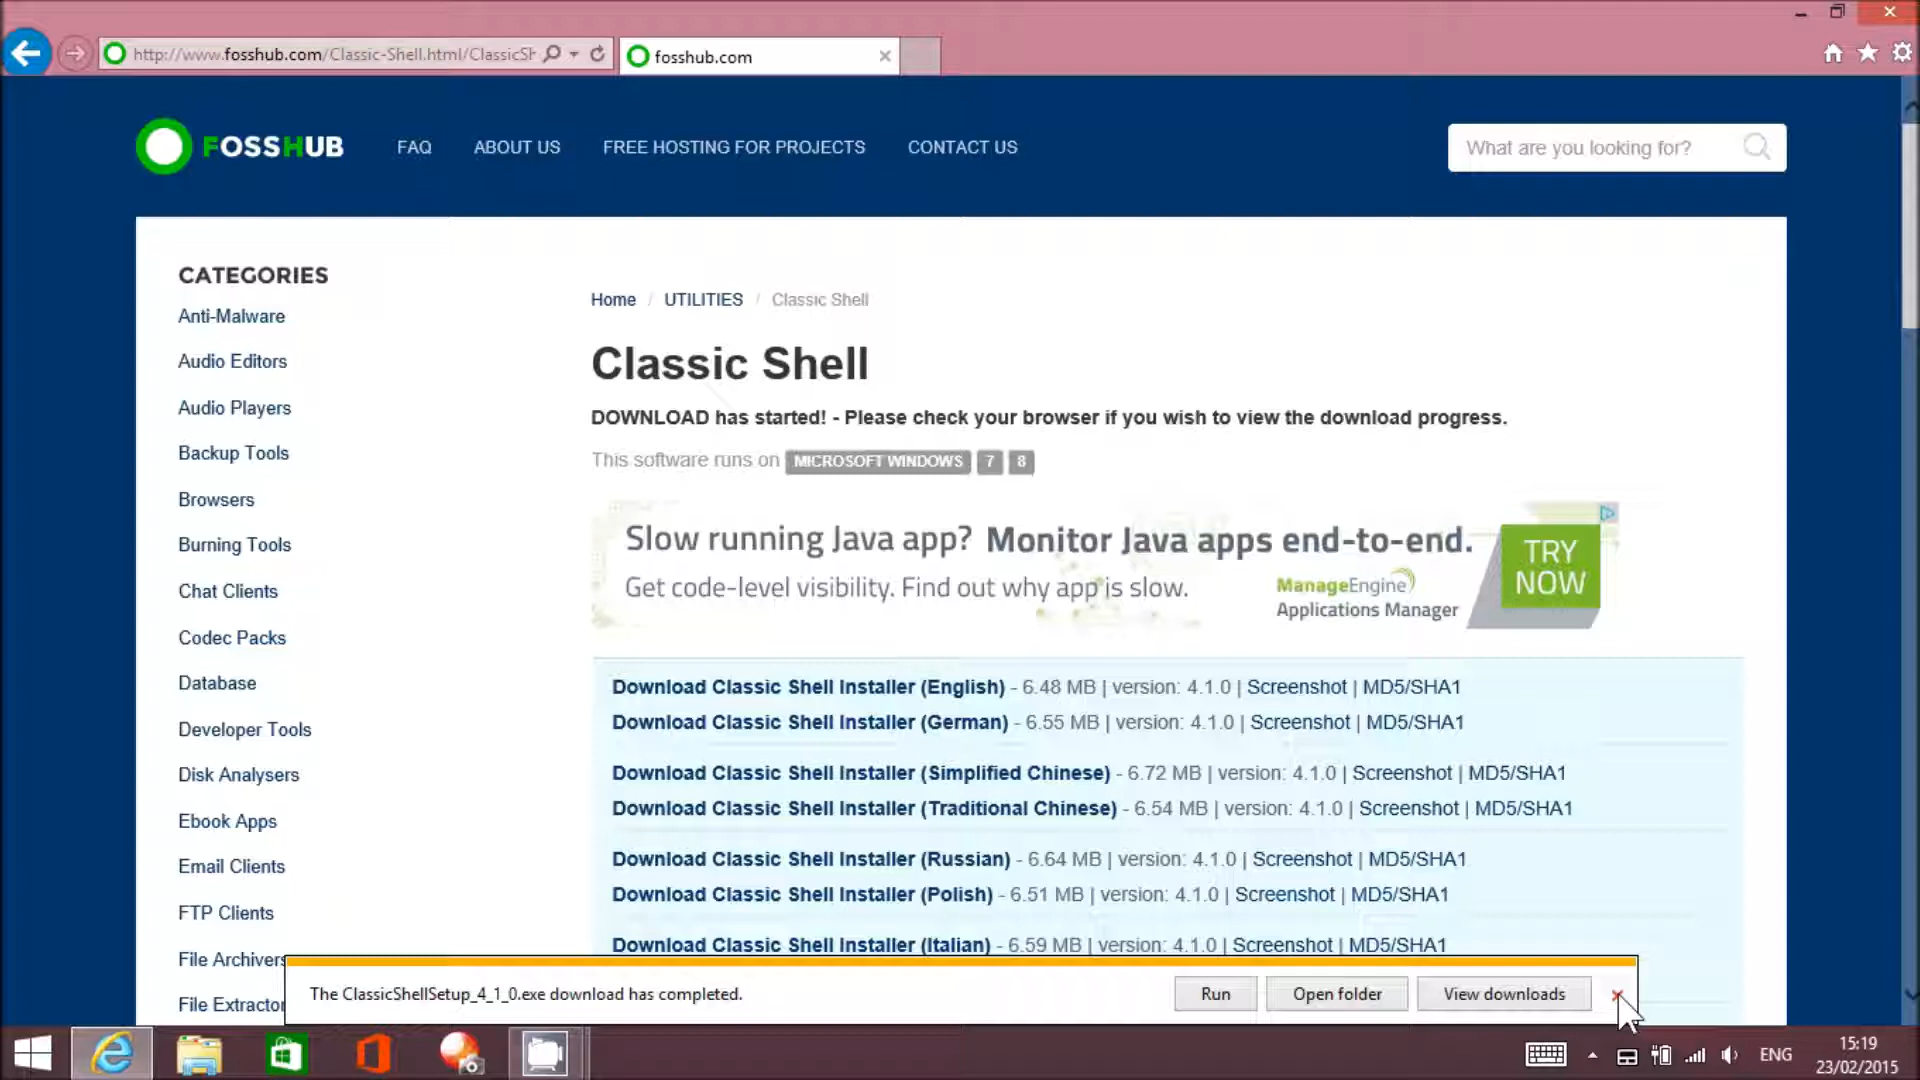 http://www.fosshub.com/Classic-Shell.html/ClassicSh
fosshub.com
FOSSHUB
FAQ
ABOUT US
FREE HOSTING FOR PROJECTS
CONTACT US
What are you looking for?
CATEGORIES
Anti-Malware
Audio Editors
Audio Players
Backup Tools
Browsers
Burning Tools
Chat Clients
Codec Packs
Database
Developer Tools
Disk Analysers
Ebook Apps
Email Clients
FTP Clients
File Archivers
File Extractor
Home / UTILITIES / Classic Shell
Classic Shell
DOWNLOAD has started! - Please check your browser if you wish to view the download progress.
This software runs on MICROSOFT WINDOWS 7 8
Slow running Java app? Monitor Java apps end-to-end.
Get code-level visibility. Find out why app is slow.
ManageEngine
Applications Manager
TRY
NOW
Download Classic Shell Installer (English) - 6.48 MB | version: 4.1.0 | Screenshot | MD5/SHA1
Download Classic Shell Installer (German) - 6.55 MB | version: 4.1.0 | Screenshot | MD5/SHA1
Download Classic Shell Installer (Simplified Chinese) - 6.72 MB | version: 4.1.0 | Screenshot | MD5/SHA1
Download Classic Shell Installer (Traditional Chinese) - 6.54 MB | version: 4.1.0 | Screenshot | MD5/SHA1
Download Classic Shell Installer (Russian) - 6.64 MB | version: 4.1.0 | Screenshot | MD5/SHA1
Download Classic Shell Installer (Polish) - 6.51 MB | version: 4.1.0 | Screenshot | MD5/SHA1
Download Classic Shell Installer (Italian) - 6.59 MB | version: 4.1.0 | Screenshot | MD5/SHA1
The ClassicShellSetup_4_1_0.exe download has completed.
Run
Open folder
View downloads
ENG
15:19
23/02/2015